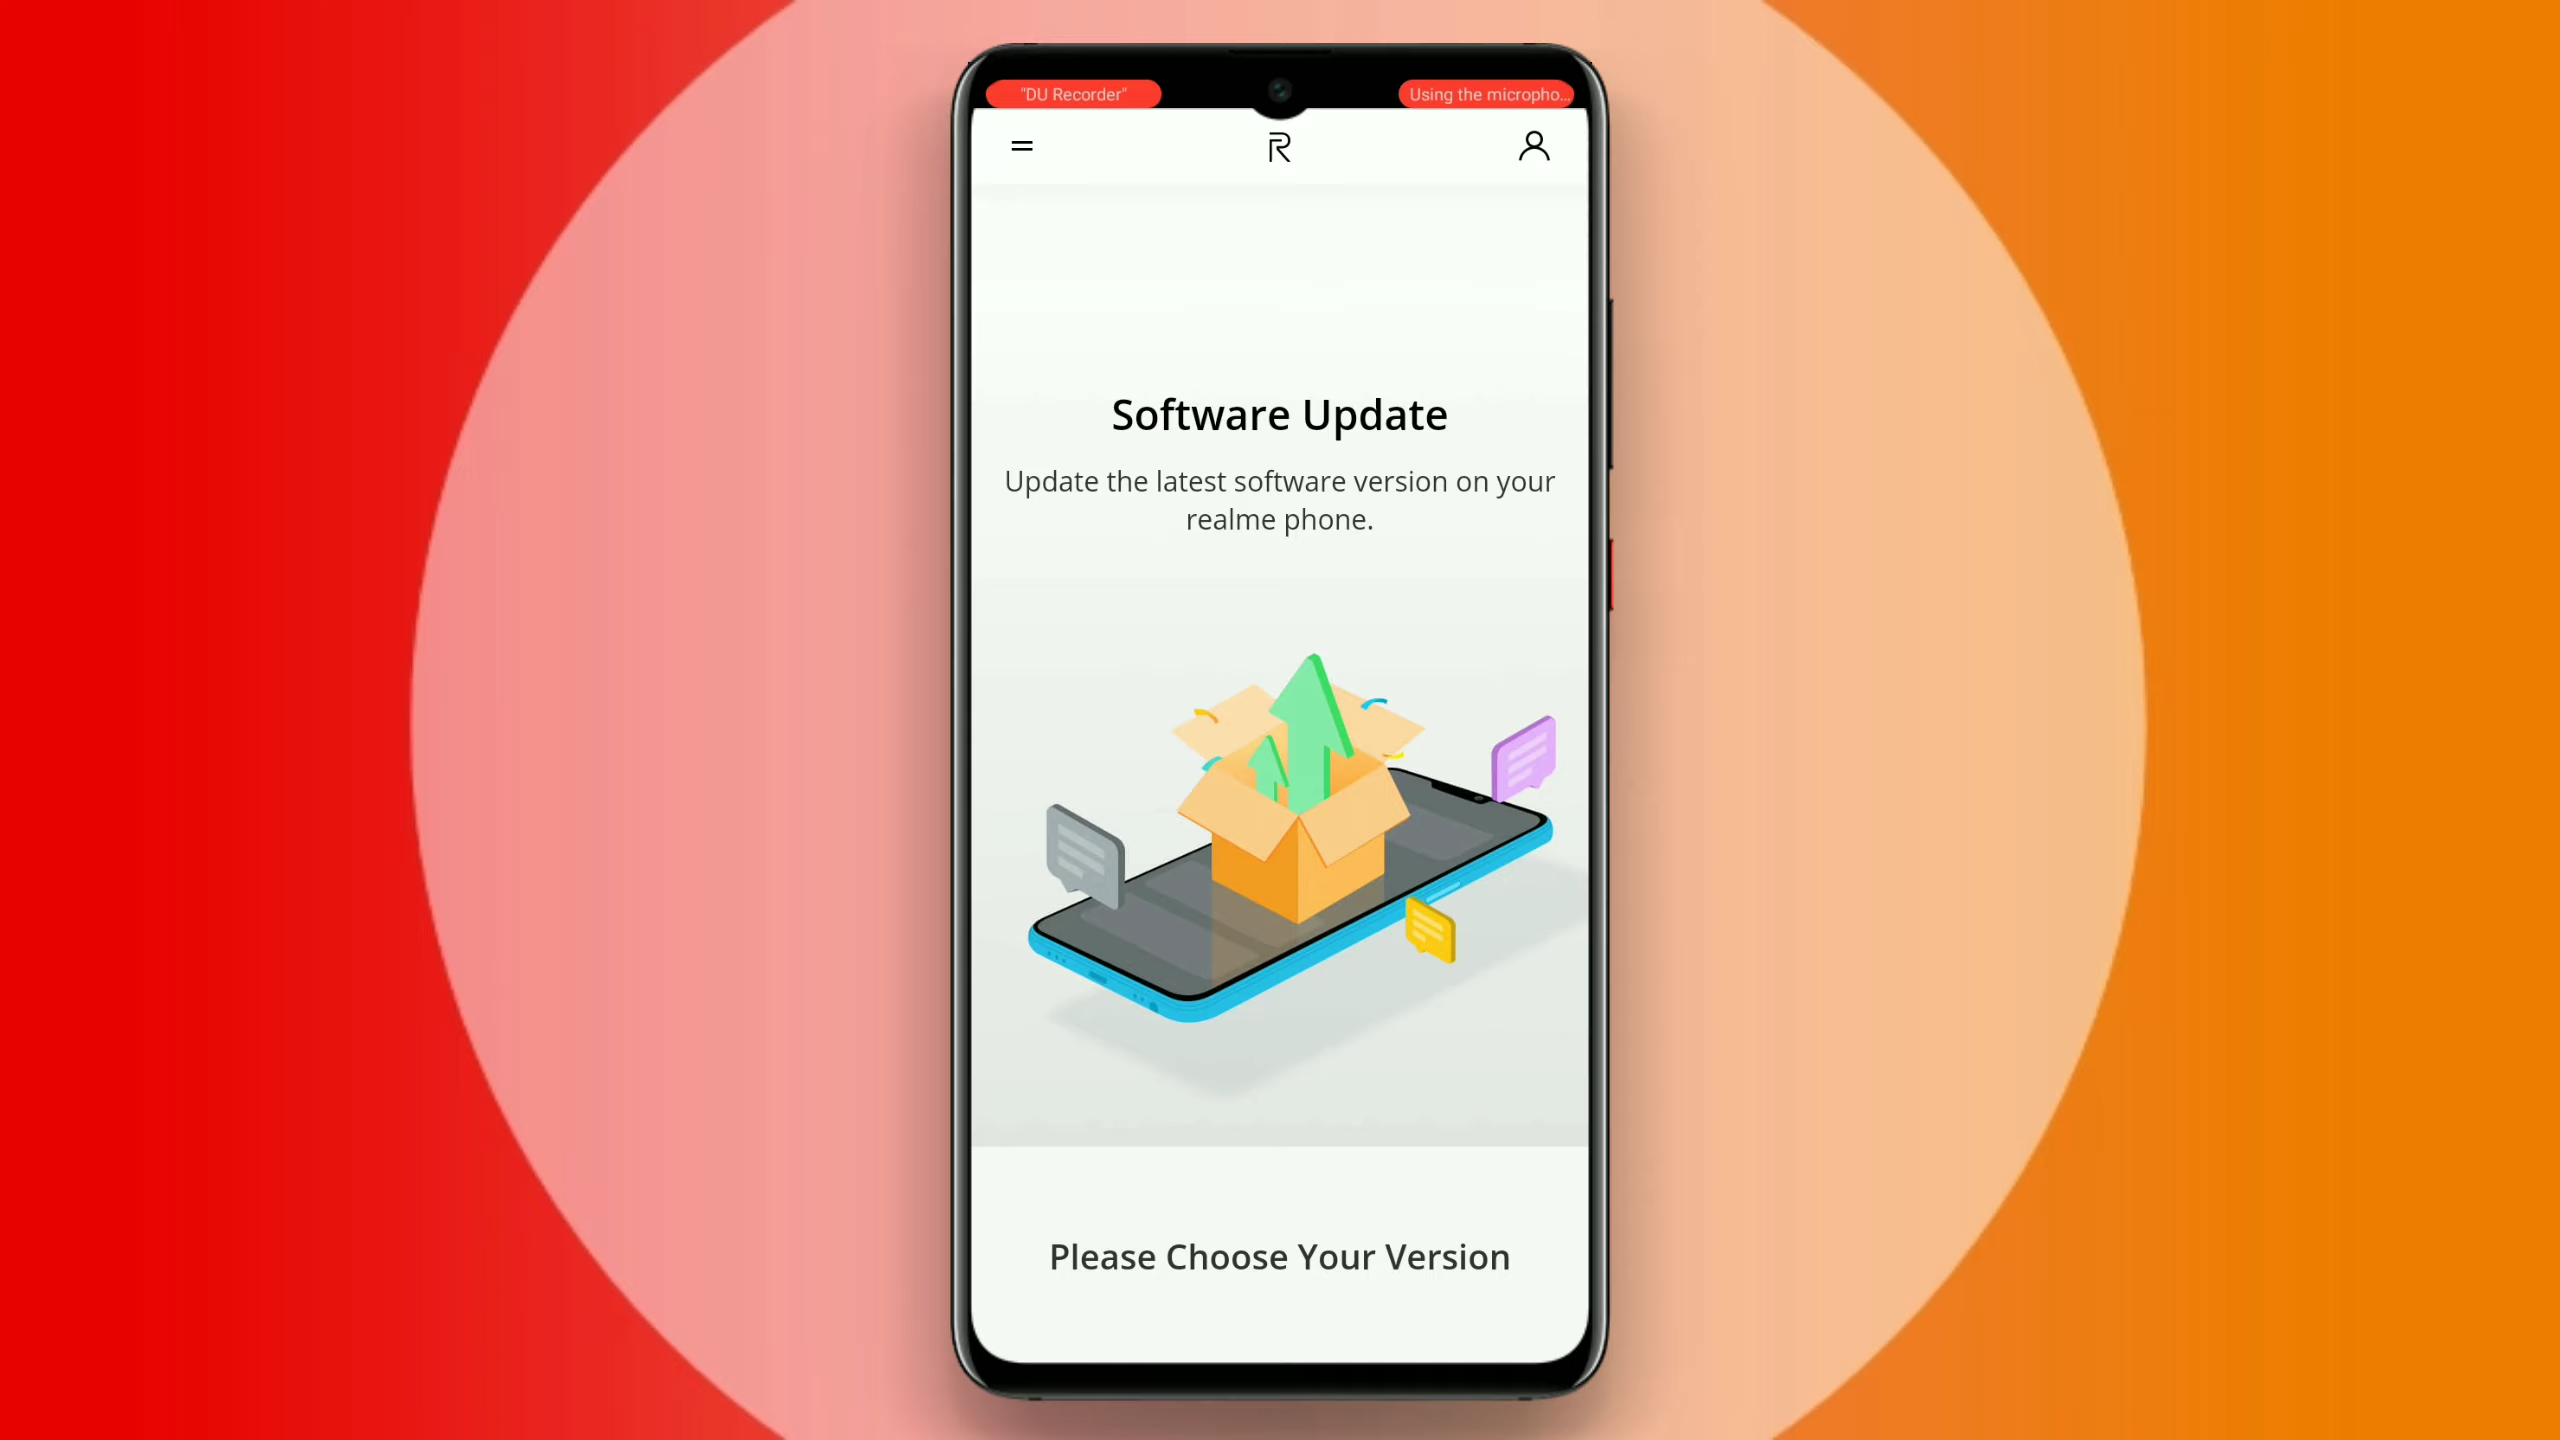 "DU Recorder"
Using the micropho...
R
Software Update
Update the latest software version on your
realme phone.
Please Choose Your Version